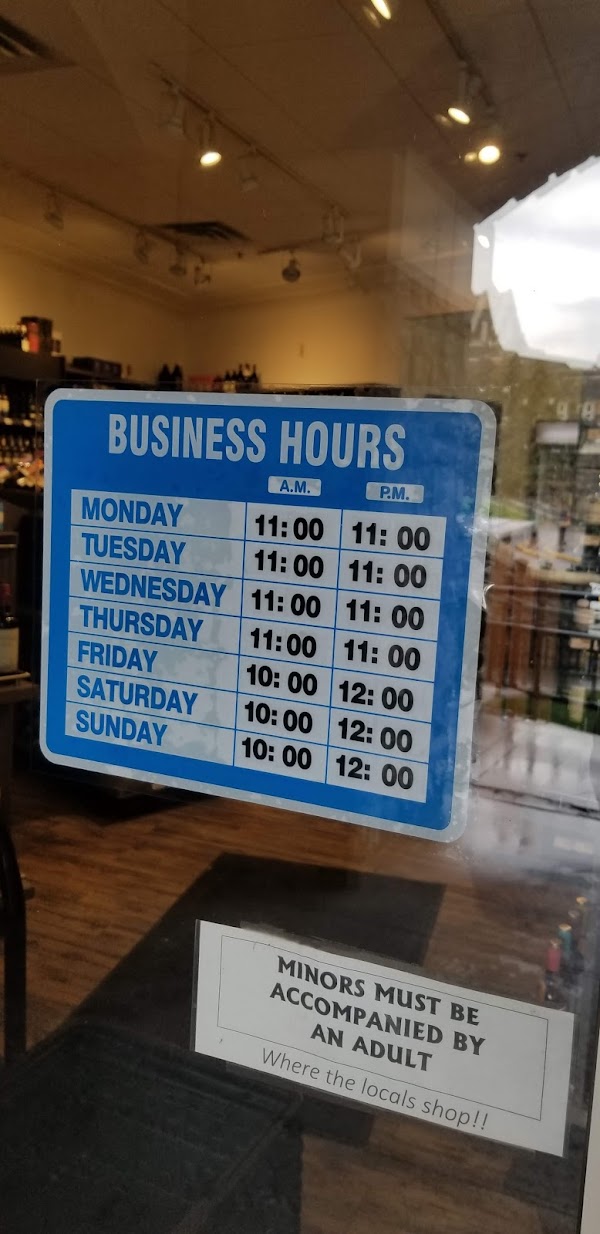 BUSINESS HOURS
A.M. P.M.
MONDAY 11:00 11:00
TUESDAY 11:00 11:00
WEDNESDAY 11:00 11:00
THURSDAY 11:00 11:00
FRIDAY 10:00 12:00
SATURDAY 10:00 12:00
SUNDAY 10:00 12:00
MINORS MUST BE
ACCOMPANIED BY
AN ADULT
Where the locals shop!!